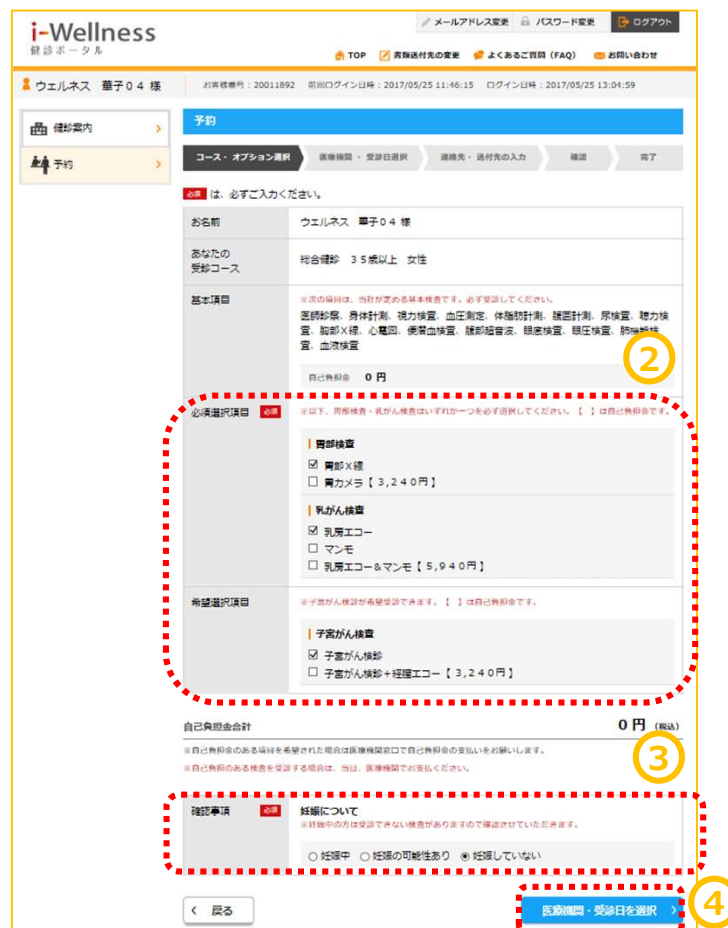 i-Wellness
健診ポータル
メールアドレス変更 パスワード変更 ログアウト
TOP 書類送付先の変更 よくあるご質問（FAQ） お問い合わせ
ウェルネス 華子04 様
お客様番号：20011892 前回ログイン日時：2017/05/25 11:46:15 ログイン日時：2017/05/25 13:04:59
健診案内
予約
予約
コース・オプション選択 医療機関・受診日選択 連絡先・送付先の入力 確認 完了
必須 は、必ずご入力ください。
お名前 ウエルネス 華子04 様
あなたの
受診コース
総合健診 35歳以上 女性
基本項目
※次の項目は、当社が定める基本検査です。必ず受診してください。
医師診察、身体計測、視力検査、血圧測定、体脂肪計測、腹囲計測、尿検査、聴力検
査、胸部X線、心電図、便潜血検査、腹部超音波、眼底検査、眼圧検査、肺機能検
査、血液検査
②
自己負担金 0 円
必須選択項目 必須
※以下、胃部検査・乳がん検査はいずれか一つを必ず選択してください。【 】は自己負担金です。
胃部検査
胃部X線
胃カメラ【3,240円】
乳がん検査
乳房エコー
マンモ
乳房エコー＆マンモ【5,940円】
希望選択項目
※子宮がん検診が希望受診できます。【 】は自己負担金です。
子宮がん検査
子宮がん検診
子宮がん検診＋経膣エコー【3,240円】
自己負担金合計 0 円 （税込）
※自己負担金のある項目を希望された場合は医療機関窓口で自己負担金の支払いをお願いします。
※自己負担のある検査を受診する場合は、当日、医療機関でお支払ください。
③
確認事項 必須
妊娠について
※妊娠中の方は受診できない検査がありますので確認させていただきます。
妊娠中 妊娠の可能性あり 妊娠していない
戻る
医療機関・受診日を選択
④